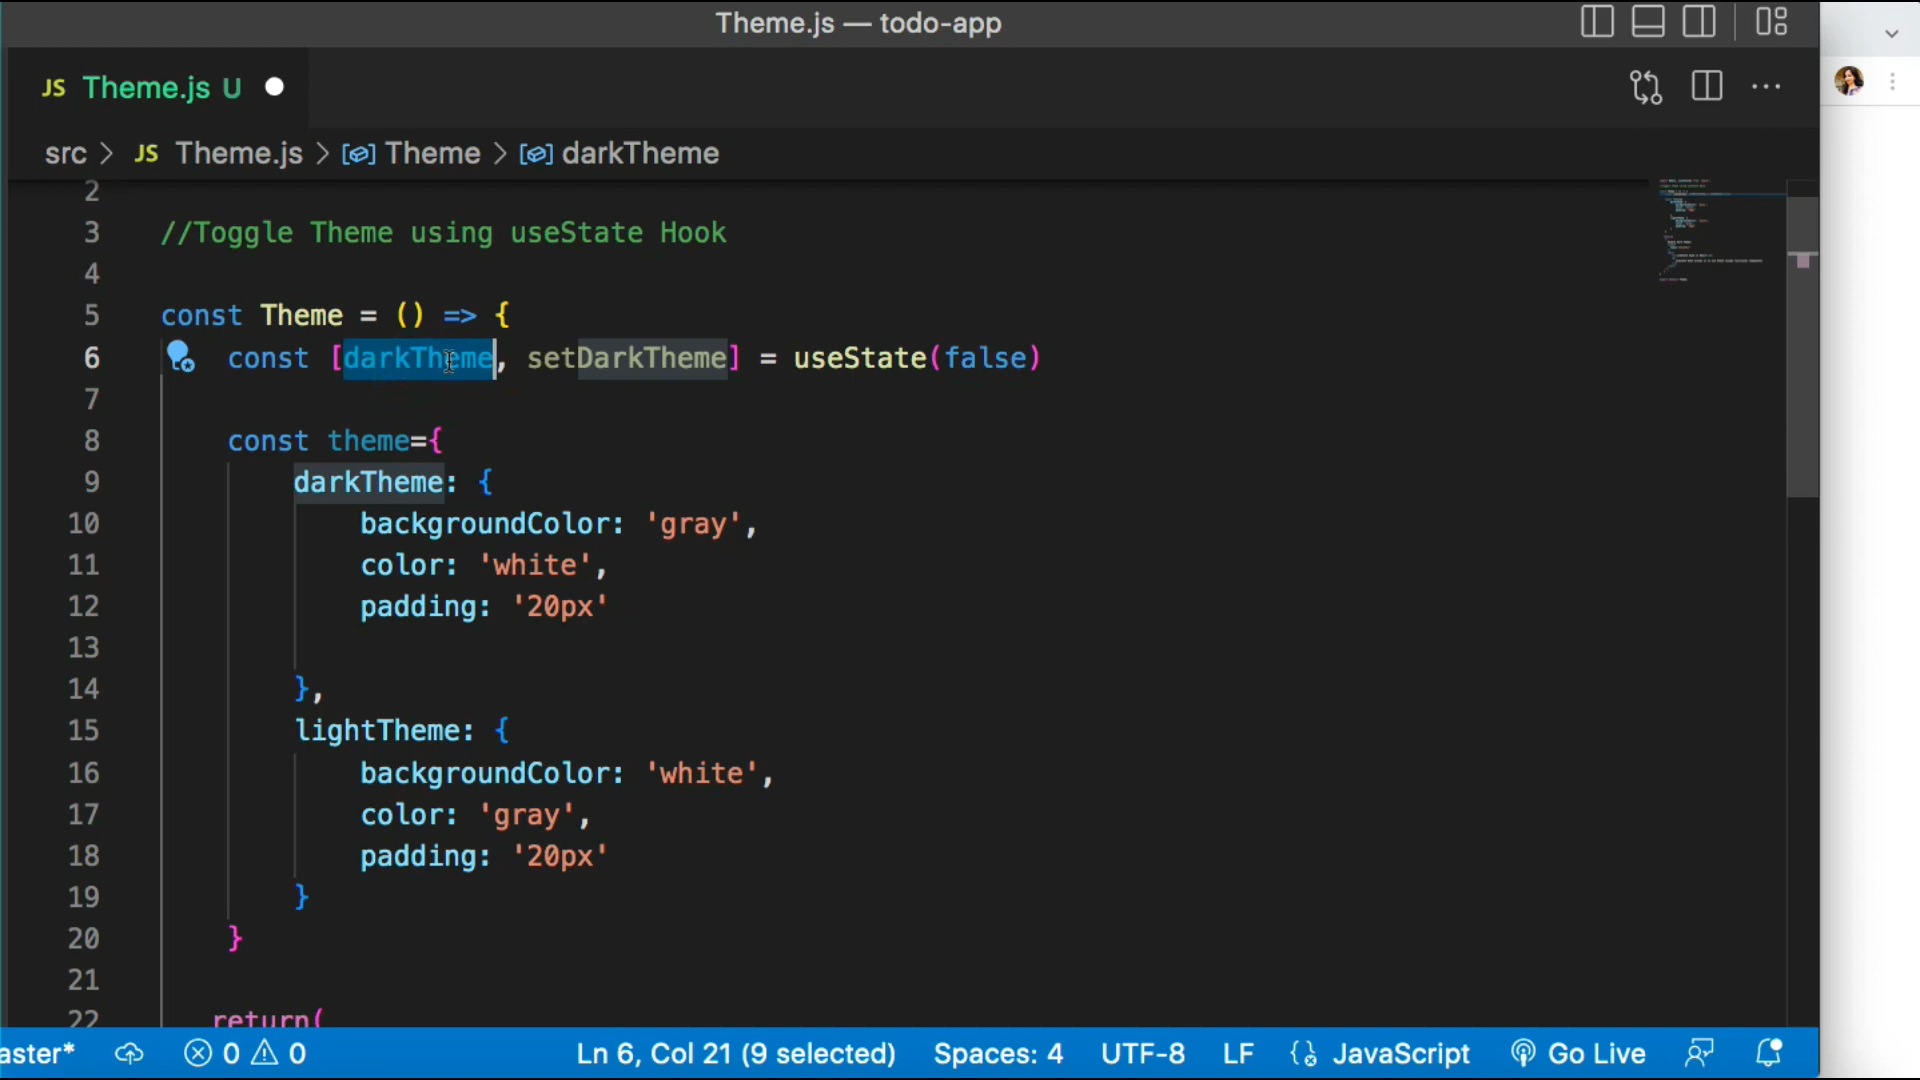 Theme.js — todo-app
JS Theme.js U
src > JS Theme.js > Theme > darkTheme
2
3 //Toggle Theme using useState Hook
4
5 const Theme = () => {
6 const [darkTheme, setDarkTheme] = useState(false)
7
8 const theme={
9 darkTheme: {
10 backgroundColor: 'gray',
11 color: 'white',
12 padding: '20px'
13
14 },
15 lightTheme: {
16 backgroundColor: 'white',
17 color: 'gray',
18 padding: '20px'
19 }
20 }
21
22 return(
aster* 0 0 Ln 6, Col 21 (9 selected) Spaces: 4 UTF-8 LF JavaScript Go Live